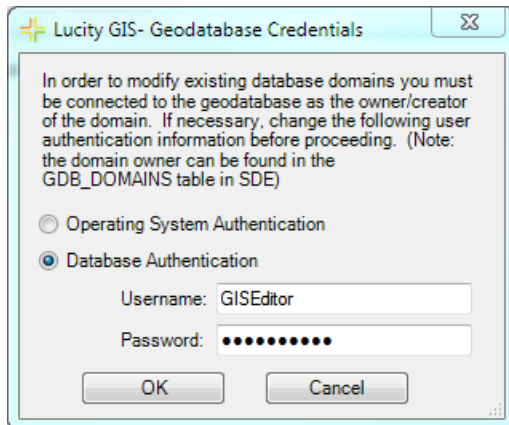 Lucity GIS- Geodatabase Credentials
In order to modify existing database domains you must
be connected to the geodatabase as the owner/creator
of the domain.  If necessary, change the following user
authentication information before proceeding.  (Note:
the domain owner can be found in the
GDB_DOMAINS table in SDE)
Operating System Authentication
Database Authentication
Username: GISEditor
Password: ●●●●●●●●●●
OK Cancel